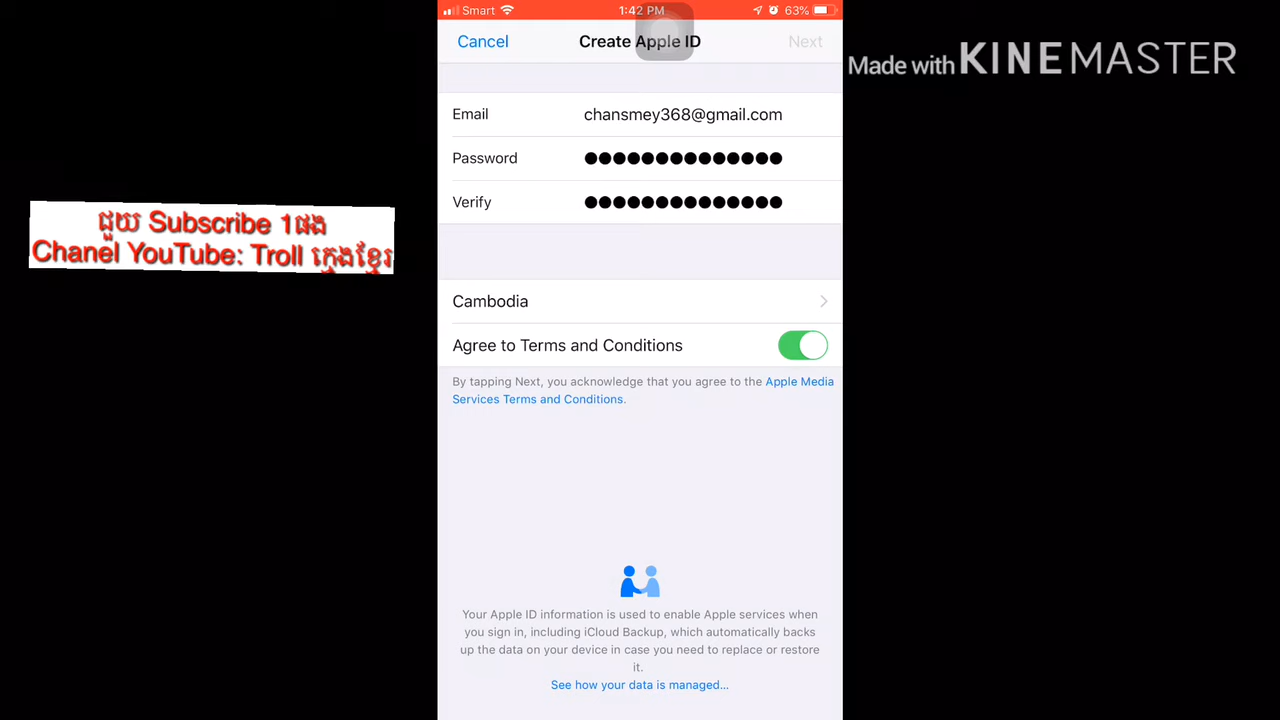 Smart 1:42 PM 63%
Cancel Create Apple ID Next
Made with KINEMASTER
Email chansmey368@gmail.com
Password ●●●●●●●●●●●●●●
Verify ●●●●●●●●●●●●●●
ជួយ Subscribe 1ផង
Chanel YouTube: Troll ក្មេងខ្មែរ
Cambodia
Agree to Terms and Conditions
By tapping Next, you acknowledge that you agree to the Apple Media
Services Terms and Conditions.
Your Apple ID information is used to enable Apple services when
you sign in, including iCloud Backup, which automatically backs
up the data on your device in case you need to replace or restore
it.
See how your data is managed...